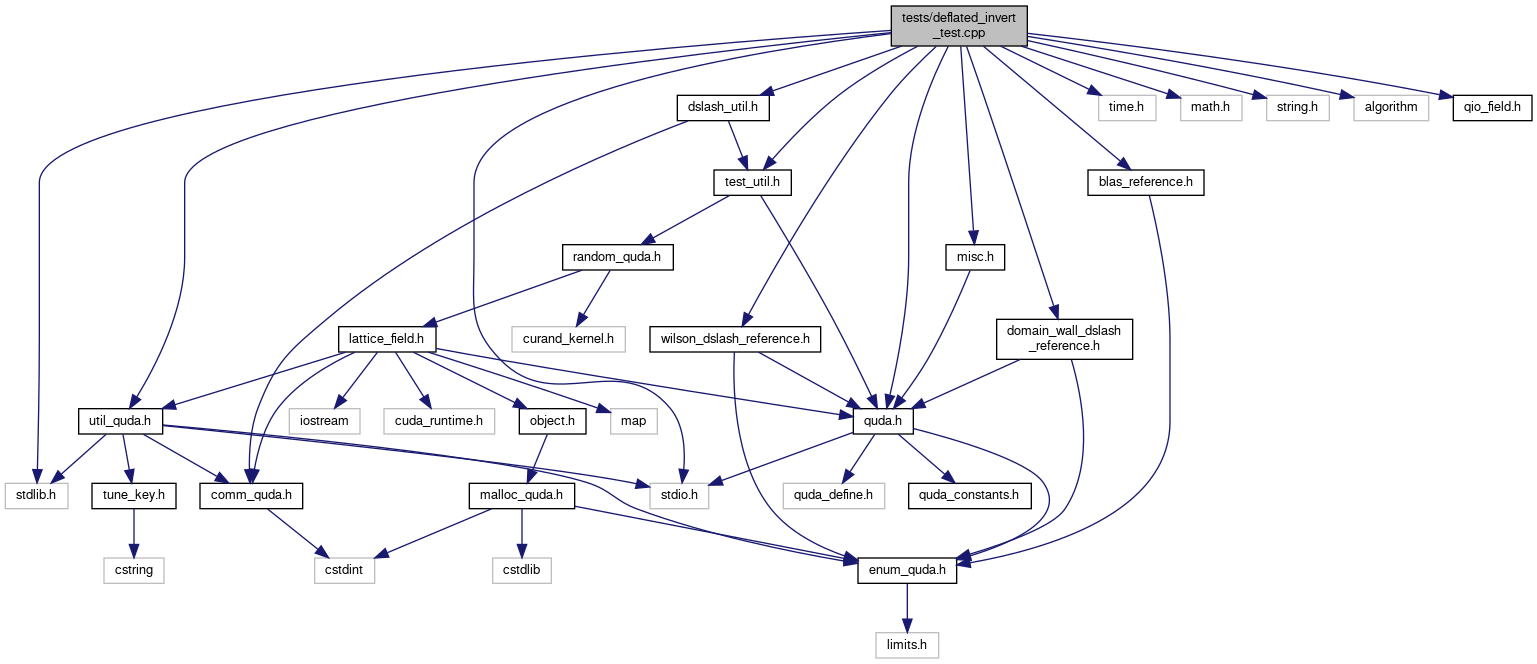 tests/deflated_invert
_test.cpp
dslash_util.h
time.h
math.h
string.h
algorithm
qio_field.h
test_util.h
blas_reference.h
random_quda.h
misc.h
lattice_field.h
curand_kernel.h
wilson_dslash_reference.h
domain_wall_dslash
_reference.h
util_quda.h
iostream
cuda_runtime.h
object.h
map
quda.h
stdlib.h
tune_key.h
comm_quda.h
malloc_quda.h
stdio.h
quda_define.h
quda_constants.h
cstring
cstdint
cstdlib
enum_quda.h
limits.h